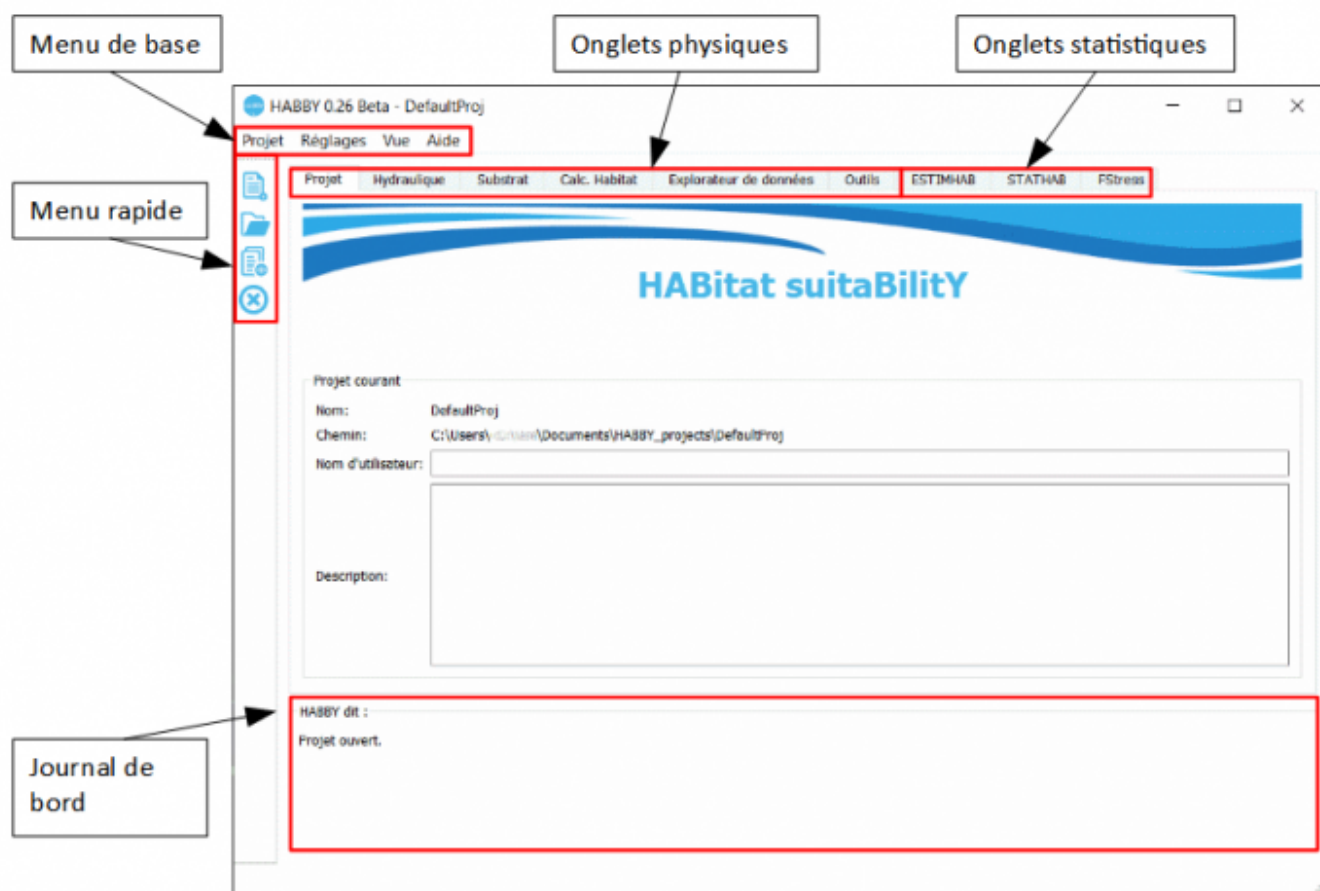 Menu de base
Onglets physiques
Onglets statistiques
HABBY 0.26 Beta - DefaultProj
Projet Réglages Vue Aide
Projet Hydraulique Substrat Calc. Habitat Explorateur de données Outils ESTIMHAB STATHAB FStress
Menu rapide
HABitat suitaBilitY
Projet courant
Nom: DefaultProj
Chemin: C:\Users\ \Documents\HABBY_projects\DefaultProj
Nom d'utilisateur:
Description:
HABBY dit :
Projet ouvert.
Journal de
bord